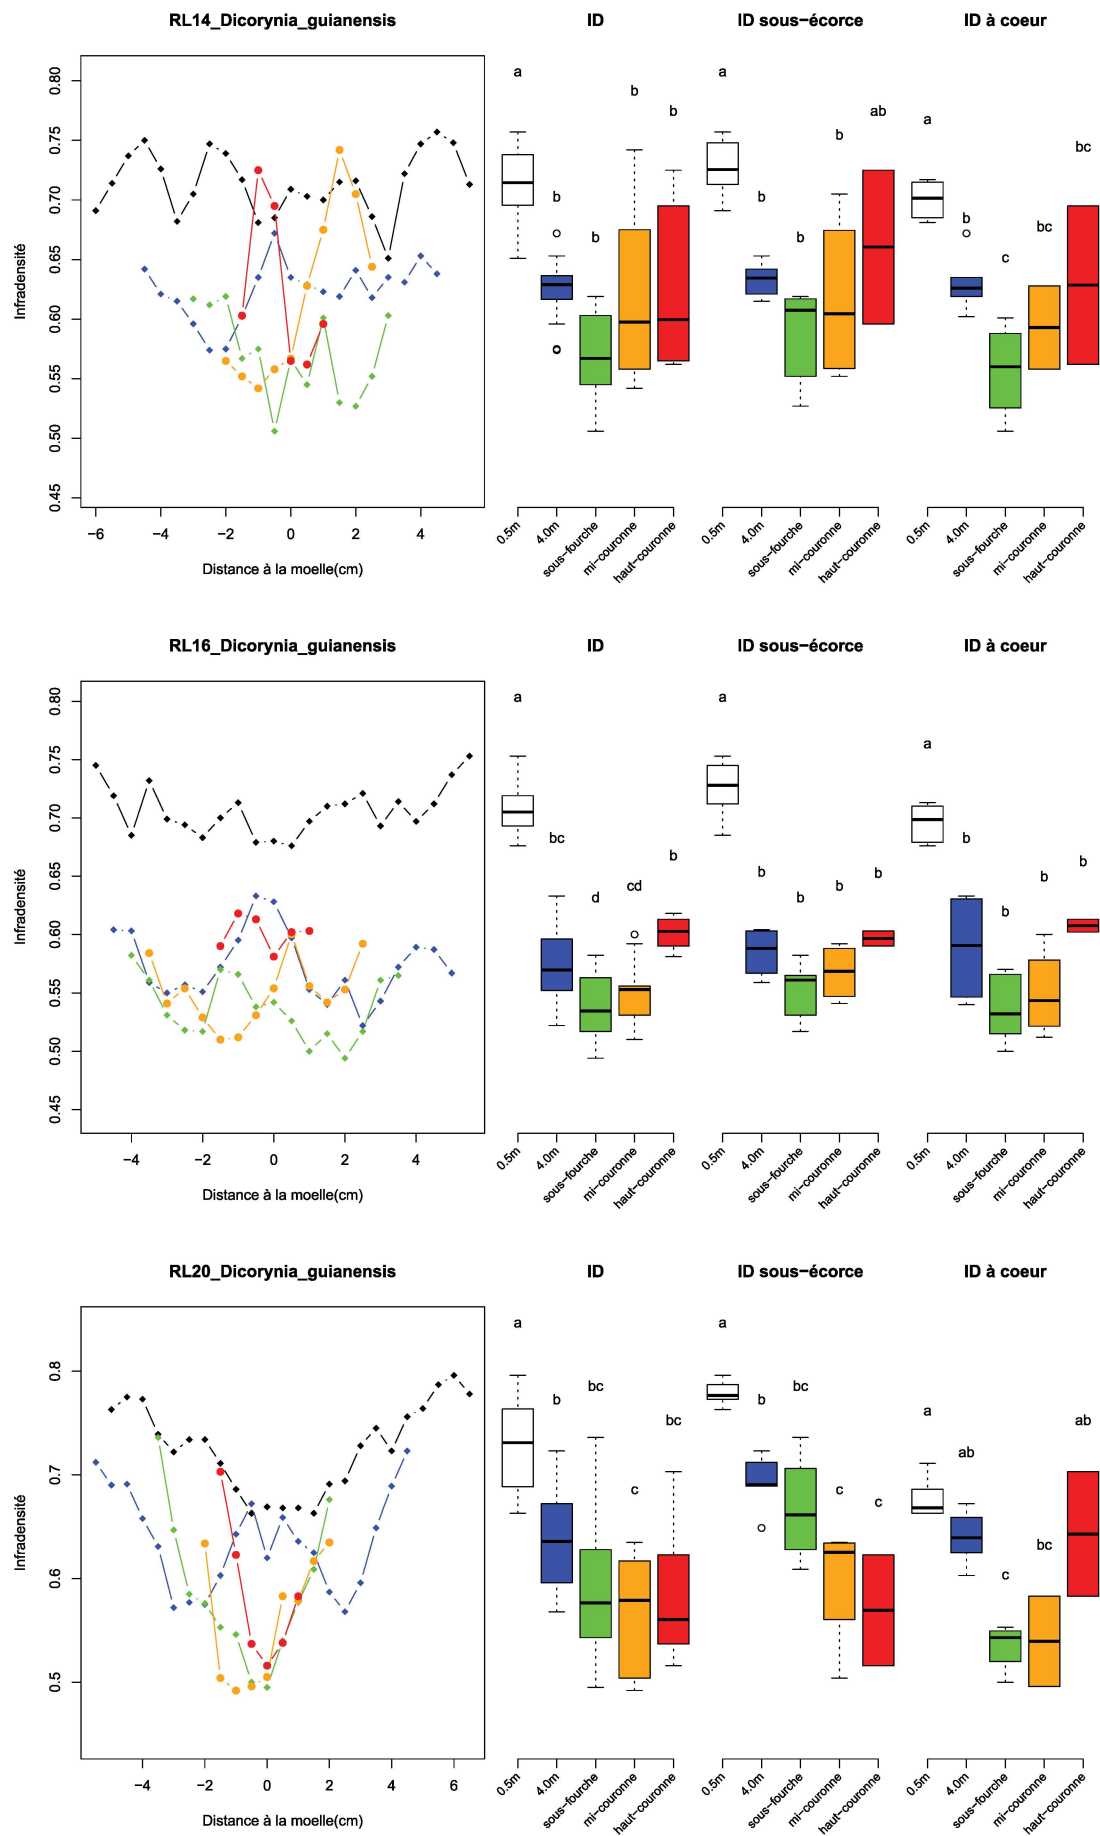 RL14_Dicorynia_guianensis ID ID sous−écorce ID à coeur
0.80
0.75
0.70
0.65
0.60
0.55
0.50
0.45
Infradensité
−6 −4 −2 0 2 4
Distance à la moelle(cm)
a b b b b
0.5m 4.0m sous−fourche mi−couronne haut−couronne
a b b b ab
0.5m 4.0m sous−fourche mi−couronne haut−couronne
a b c bc bc
0.5m 4.0m sous−fourche mi−couronne haut−couronne
RL16_Dicorynia_guianensis ID ID sous−écorce ID à coeur
0.80
0.75
0.70
0.65
0.60
0.55
0.50
0.45
Infradensité
−4 −2 0 2 4
Distance à la moelle(cm)
a bc d cd b
0.5m 4.0m sous−fourche mi−couronne haut−couronne
a b b b b
0.5m 4.0m sous−fourche mi−couronne haut−couronne
a b b b b
0.5m 4.0m sous−fourche mi−couronne haut−couronne
RL20_Dicorynia_guianensis ID ID sous−écorce ID à coeur
0.8
0.7
0.6
0.5
Infradensité
−4 −2 0 2 4 6
Distance à la moelle(cm)
a b bc c bc
0.5m 4.0m sous−fourche mi−couronne haut−couronne
a b bc c c
0.5m 4.0m sous−fourche mi−couronne haut−couronne
a ab c bc ab
0.5m 4.0m sous−fourche mi−couronne haut−couronne